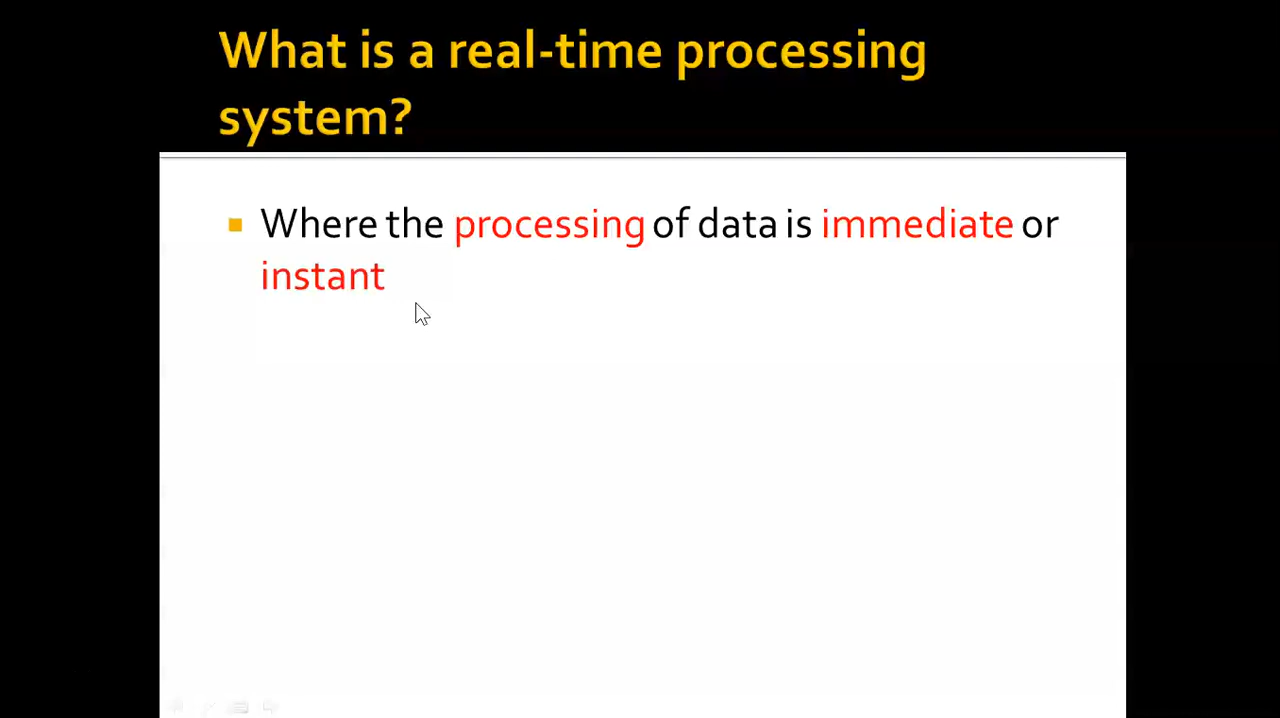 What is a real-time processing
system?
Where the processing of data is immediate or
instant